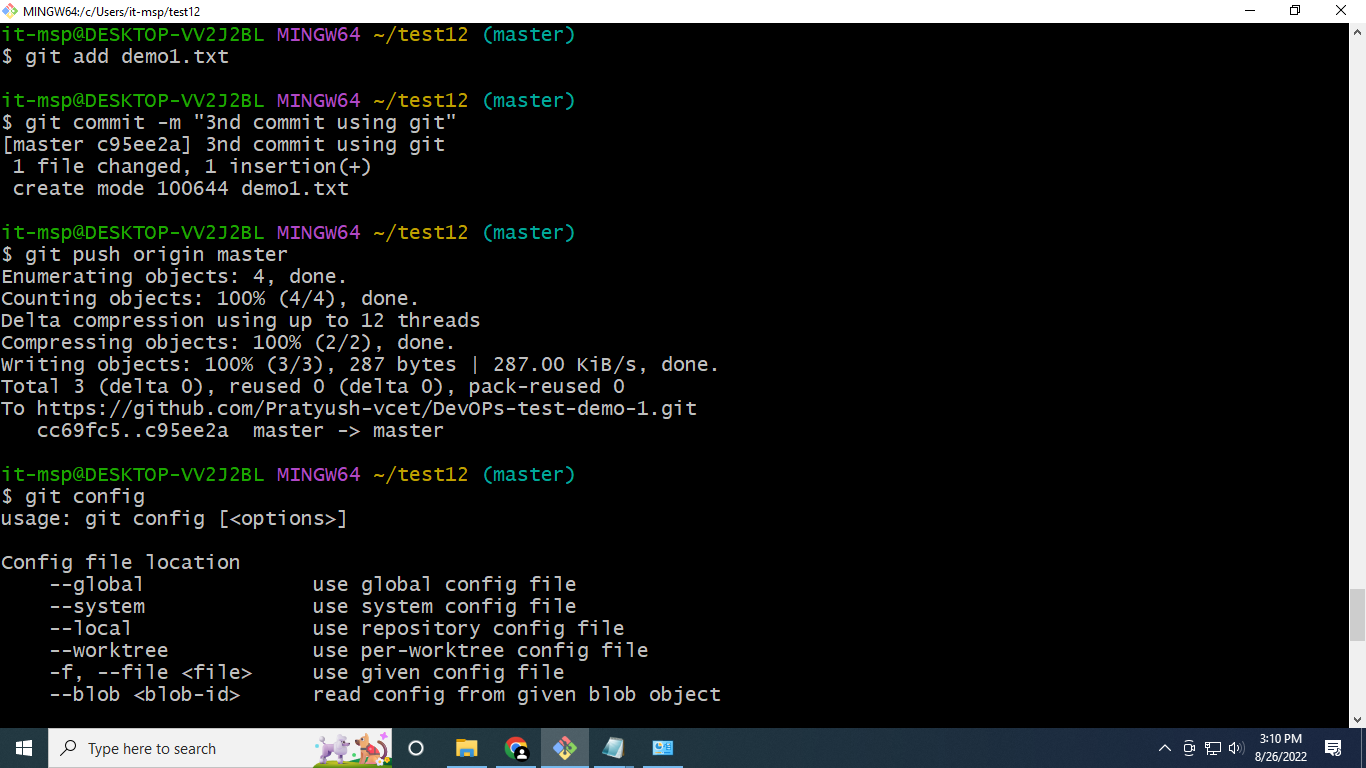 MINGW64:/c/Users/it-msp/test12
it-msp@DESKTOP-VV2J2BL MINGW64 ~/test12 (master)
$ git add demo1.txt
it-msp@DESKTOP-VV2J2BL MINGW64 ~/test12 (master)
$ git commit -m "3nd commit using git"
[master c95ee2a] 3nd commit using git
 1 file changed, 1 insertion(+)
 create mode 100644 demo1.txt
it-msp@DESKTOP-VV2J2BL MINGW64 ~/test12 (master)
$ git push origin master
Enumerating objects: 4, done.
Counting objects: 100% (4/4), done.
Delta compression using up to 12 threads
Compressing objects: 100% (2/2), done.
Writing objects: 100% (3/3), 287 bytes | 287.00 KiB/s, done.
Total 3 (delta 0), reused 0 (delta 0), pack-reused 0
To https://github.com/Pratyush-vcet/DevOPs-test-demo-1.git
   cc69fc5..c95ee2a  master -> master
it-msp@DESKTOP-VV2J2BL MINGW64 ~/test12 (master)
$ git config
usage: git config [<options>]
Config file location
    --global              use global config file
    --system              use system config file
    --local               use repository config file
    --worktree            use per-worktree config file
    -f, --file <file>     use given config file
    --blob <blob-id>      read config from given blob object
Type here to search
3:10 PM
8/26/2022